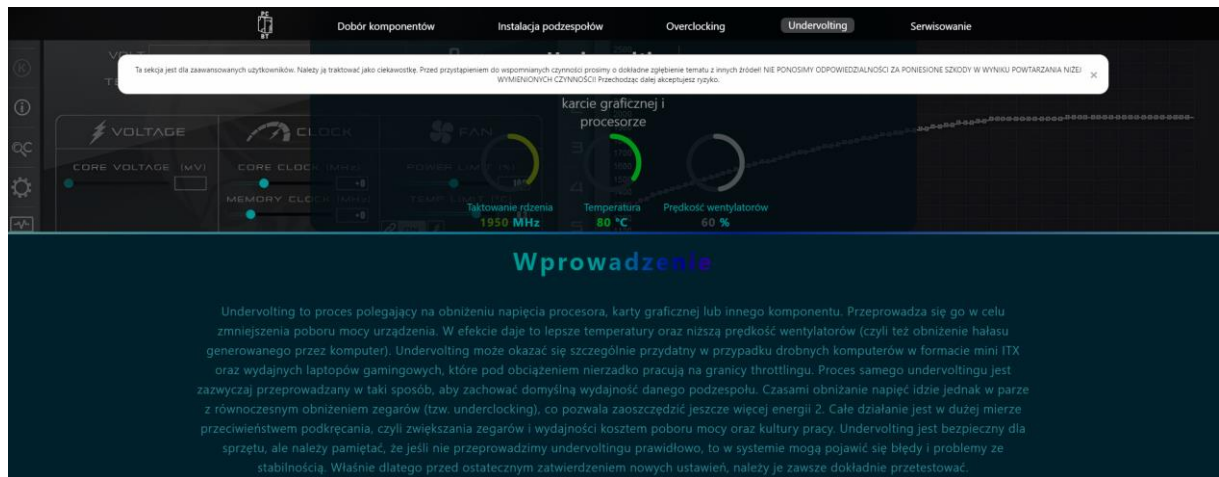 PC
BT
Dobór komponentów
Instalacja podzespołów
Overclocking
Undervolting
Serwisowanie
Ta sekcja jest dla zaawansowanych użytkowników. Należy ją traktować jako ciekawostkę. Przed przystąpieniem do wspomnianych czynności prosimy o dokładne zgłębienie tematu z innych źródeł! NIE PONOSIMY ODPOWIEDZIALNOŚCI ZA PONIESIONE SZKODY W WYNIKU POWTARZANIA NIŻEJ
WYMIENIONYCH CZYNNOŚCI! Przechodząc dalej akceptujesz ryzyko.
×
karcie graficznej i
procesorze
VOLTAGE
CLOCK
FAN
CORE VOLTAGE (MV)
CORE CLOCK (MHz)
POWER LIMIT (%)
+0
MEMORY CLOCK (MHz)
+0
1700
1600
1500
Taktowanie rdzenia
Temperatura
Prędkość wentylatorów
1950 MHz
80 °C
60 %
Wprowadzenie
Undervolting to proces polegający na obniżeniu napięcia procesora, karty graficznej lub innego komponentu. Przeprowadza się go w celu
zmniejszenia poboru mocy urządzenia. W efekcie daje to lepsze temperatury oraz niższą prędkość wentylatorów (czyli też obniżenie hałasu
generowanego przez komputer). Undervolting może okazać się szczególnie przydatny w przypadku drobnych komputerów w formacie mini ITX
oraz wydajnych laptopów gamingowych, które pod obciążeniem nierzadko pracują na granicy throttlingu. Proces samego undervoltingu jest
zazwyczaj przeprowadzany w taki sposób, aby zachować domyślną wydajność danego podzespołu. Czasami obniżanie napięć idzie jednak w parze
z równoczesnym obniżeniem zegarów (tzw. underclocking), co pozwala zaoszczędzić jeszcze więcej energii 2. Całe działanie jest w dużej mierze
przeciwieństwem podkręcania, czyli zwiększania zegarów i wydajności kosztem poboru mocy oraz kultury pracy. Undervolting jest bezpieczny dla
sprzętu, ale należy pamiętać, że jeśli nie przeprowadzimy undervoltingu prawidłowo, to w systemie mogą pojawić się błędy i problemy ze
stabilnością. Właśnie dlatego przed ostatecznym zatwierdzeniem nowych ustawień, należy je zawsze dokładnie przetestować.